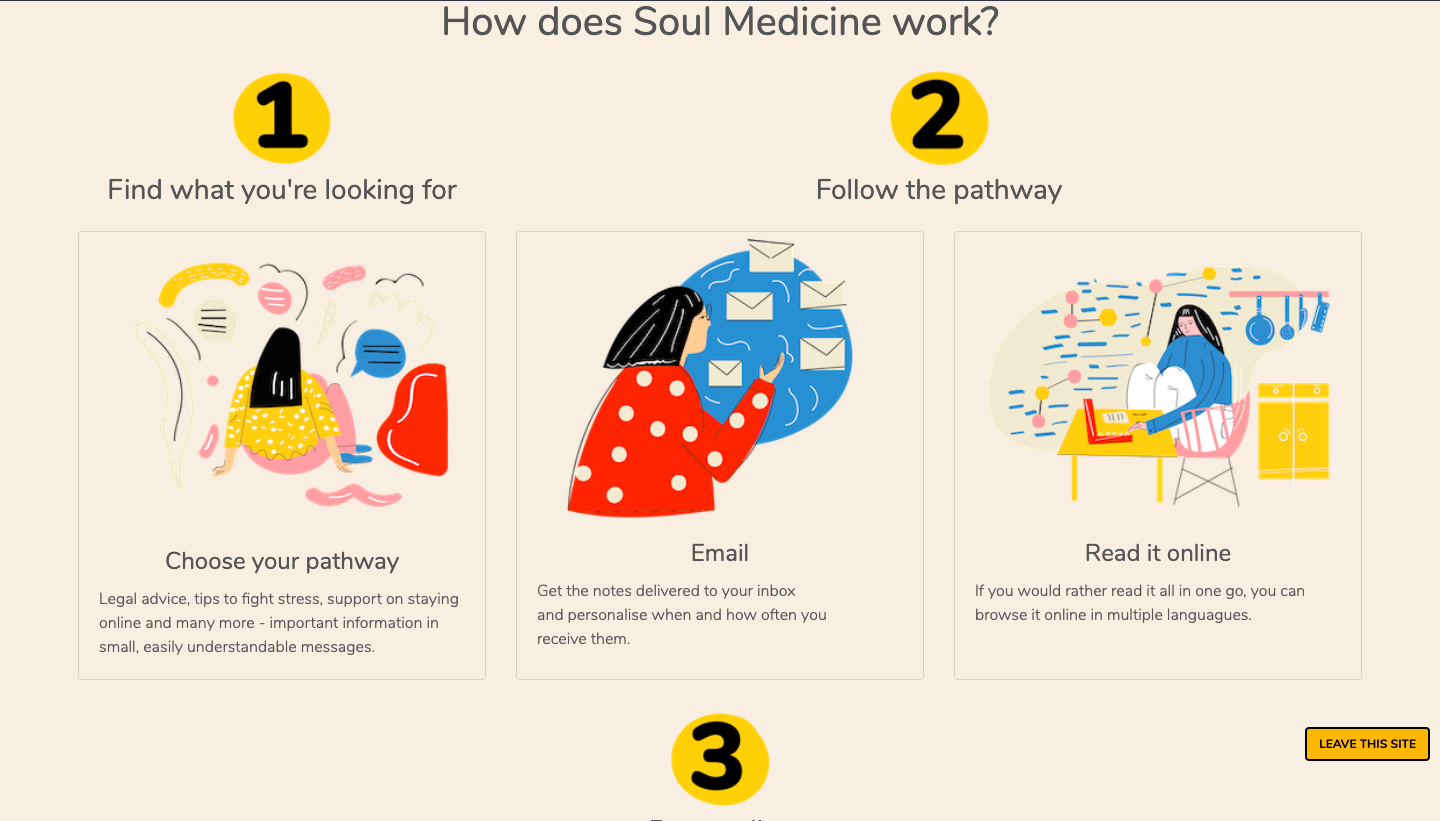 How does Soul Medicine work?
1
Find what you're looking for
Choose your pathway
Legal advice, tips to fight stress, support on staying
online and many more - important information in
small, easily understandable messages.
2
Follow the pathway
Email
Get the notes delivered to your inbox
and personalise when and how often you
receive them.
Read it online
If you would rather read it all in one go, you can
browse it online in multiple languagues.
3
LEAVE THIS SITE